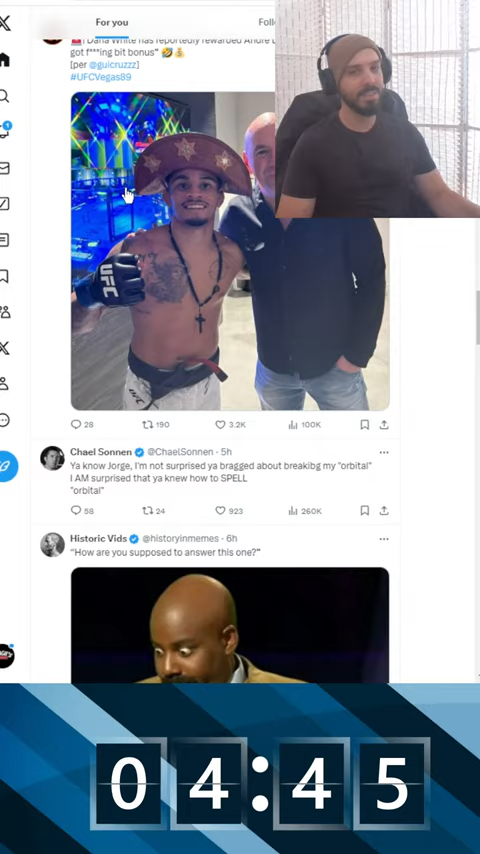 For you
Foll
Dana White has reportedly rewarded Andre L
got f***ing bit bonus" 🤣💰
[per @guicruzzz]
#UFCVegas89
UFC
28 190 3.2K 100K
Chael Sonnen @ChaelSonnen · 5h
Ya know Jorge, I'm not surprised ya bragged about breakibg my "orbital"
I AM surprised that ya knew how to SPELL
"orbital"
58 24 923 260K
Historic Vids @historyinmemes · 6h
"How are you supposed to answer this one?"
04:45